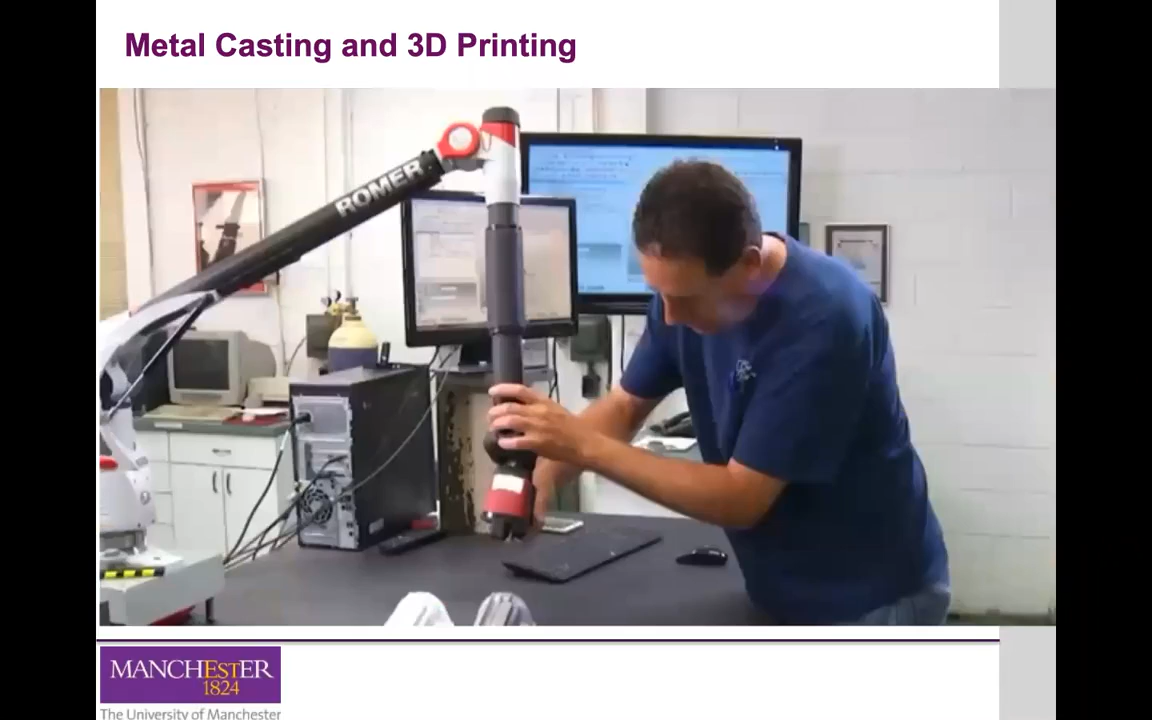 Metal Casting and 3D Printing
ROMER
MANCHESTER
1824
The University of Manchester